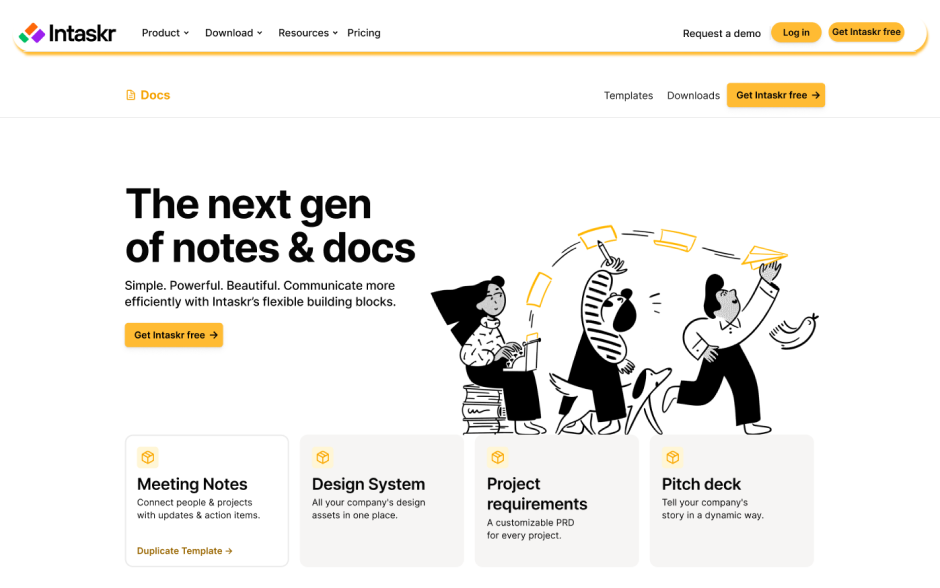 Intaskr
Product
Download
Resources
Pricing
Request a demo
Log in
Get Intaskr free
Docs
Templates
Downloads
Get Intaskr free →
The next gen
of notes & docs
Simple. Powerful. Beautiful. Communicate more
efficiently with Intaskr’s flexible building blocks.
Get Intaskr free →
Meeting Notes
Connect people & projects
with updates & action items.
Duplicate Template →
Design System
All your company's design
assets in one place.
Project
requirements
A customizable PRD
for every project.
Pitch deck
Tell your company's
story in a dynamic way.